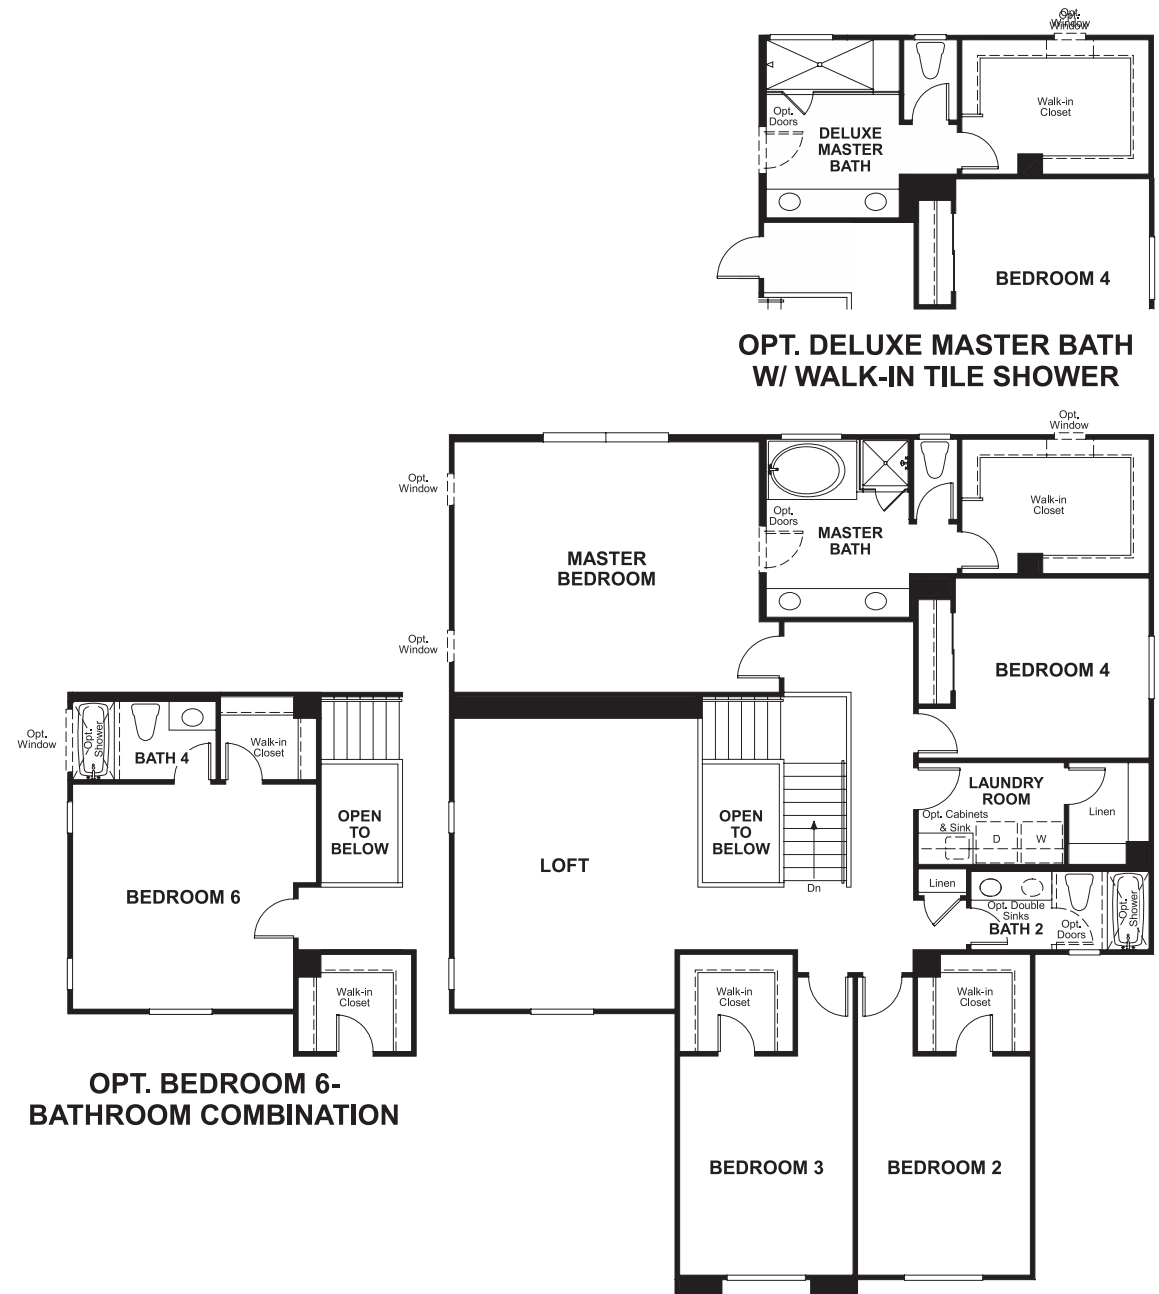 Opt.
Window
Opt.
Window
Walk-in
Closet
Opt.
Doors
DELUXE
MASTER
BATH
BEDROOM 4
OPT. DELUXE MASTER BATH
W/ WALK-IN TILE SHOWER
Opt.
Window
Opt.
Window
Walk-in
Closet
Opt.
Doors
MASTER
BATH
MASTER
BEDROOM
Opt.
Window
BEDROOM 4
Opt.
Window
Opt.
Shower
BATH 4
Walk-in
Closet
OPEN
TO
BELOW
BEDROOM 6
Walk-in
Closet
OPT. BEDROOM 6-
BATHROOM COMBINATION
LOFT
OPEN
TO
BELOW
Dn
LAUNDRY
ROOM
Opt. Cabinets
& Sink
D
W
Linen
Linen
Opt. Double
Sinks
BATH 2
Opt.
Doors
Opt.
Shower
Walk-in
Closet
Walk-in
Closet
BEDROOM 3
BEDROOM 2